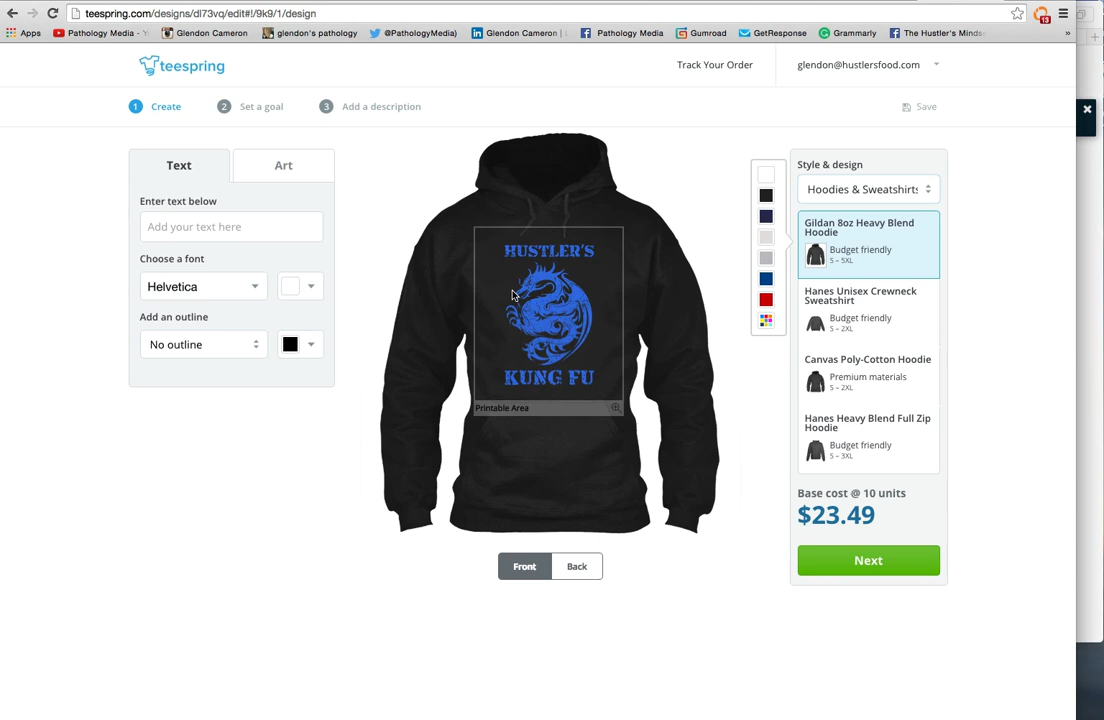 teespring.com/designs/dl73vq/edit#!/9k9/1/design
13
Apps Pathology Media - Glendon Cameron glendon's pathology @PathologyMedia) Glendon Cameron | Pathology Media Gumroad GetResponse Grammarly The Hustler's Minds »
teespring
Track Your Order
glendon@hustlersfood.com
1 Create 2 Set a goal 3 Add a description
Save
Text Art
Enter text below
Add your text here
Choose a font
Helvetica
Add an outline
No outline
HUSTLER'S
KUNG FU
Printable Area
Front Back
Style & design
Hoodies & Sweatshirts
Gildan 8oz Heavy Blend
Hoodie
Budget friendly
S – 5XL
Hanes Unisex Crewneck
Sweatshirt
Budget friendly
S – 2XL
Canvas Poly-Cotton Hoodie
Premium materials
S – 2XL
Hanes Heavy Blend Full Zip
Hoodie
Budget friendly
S – 3XL
Base cost @ 10 units
$23.49
Next